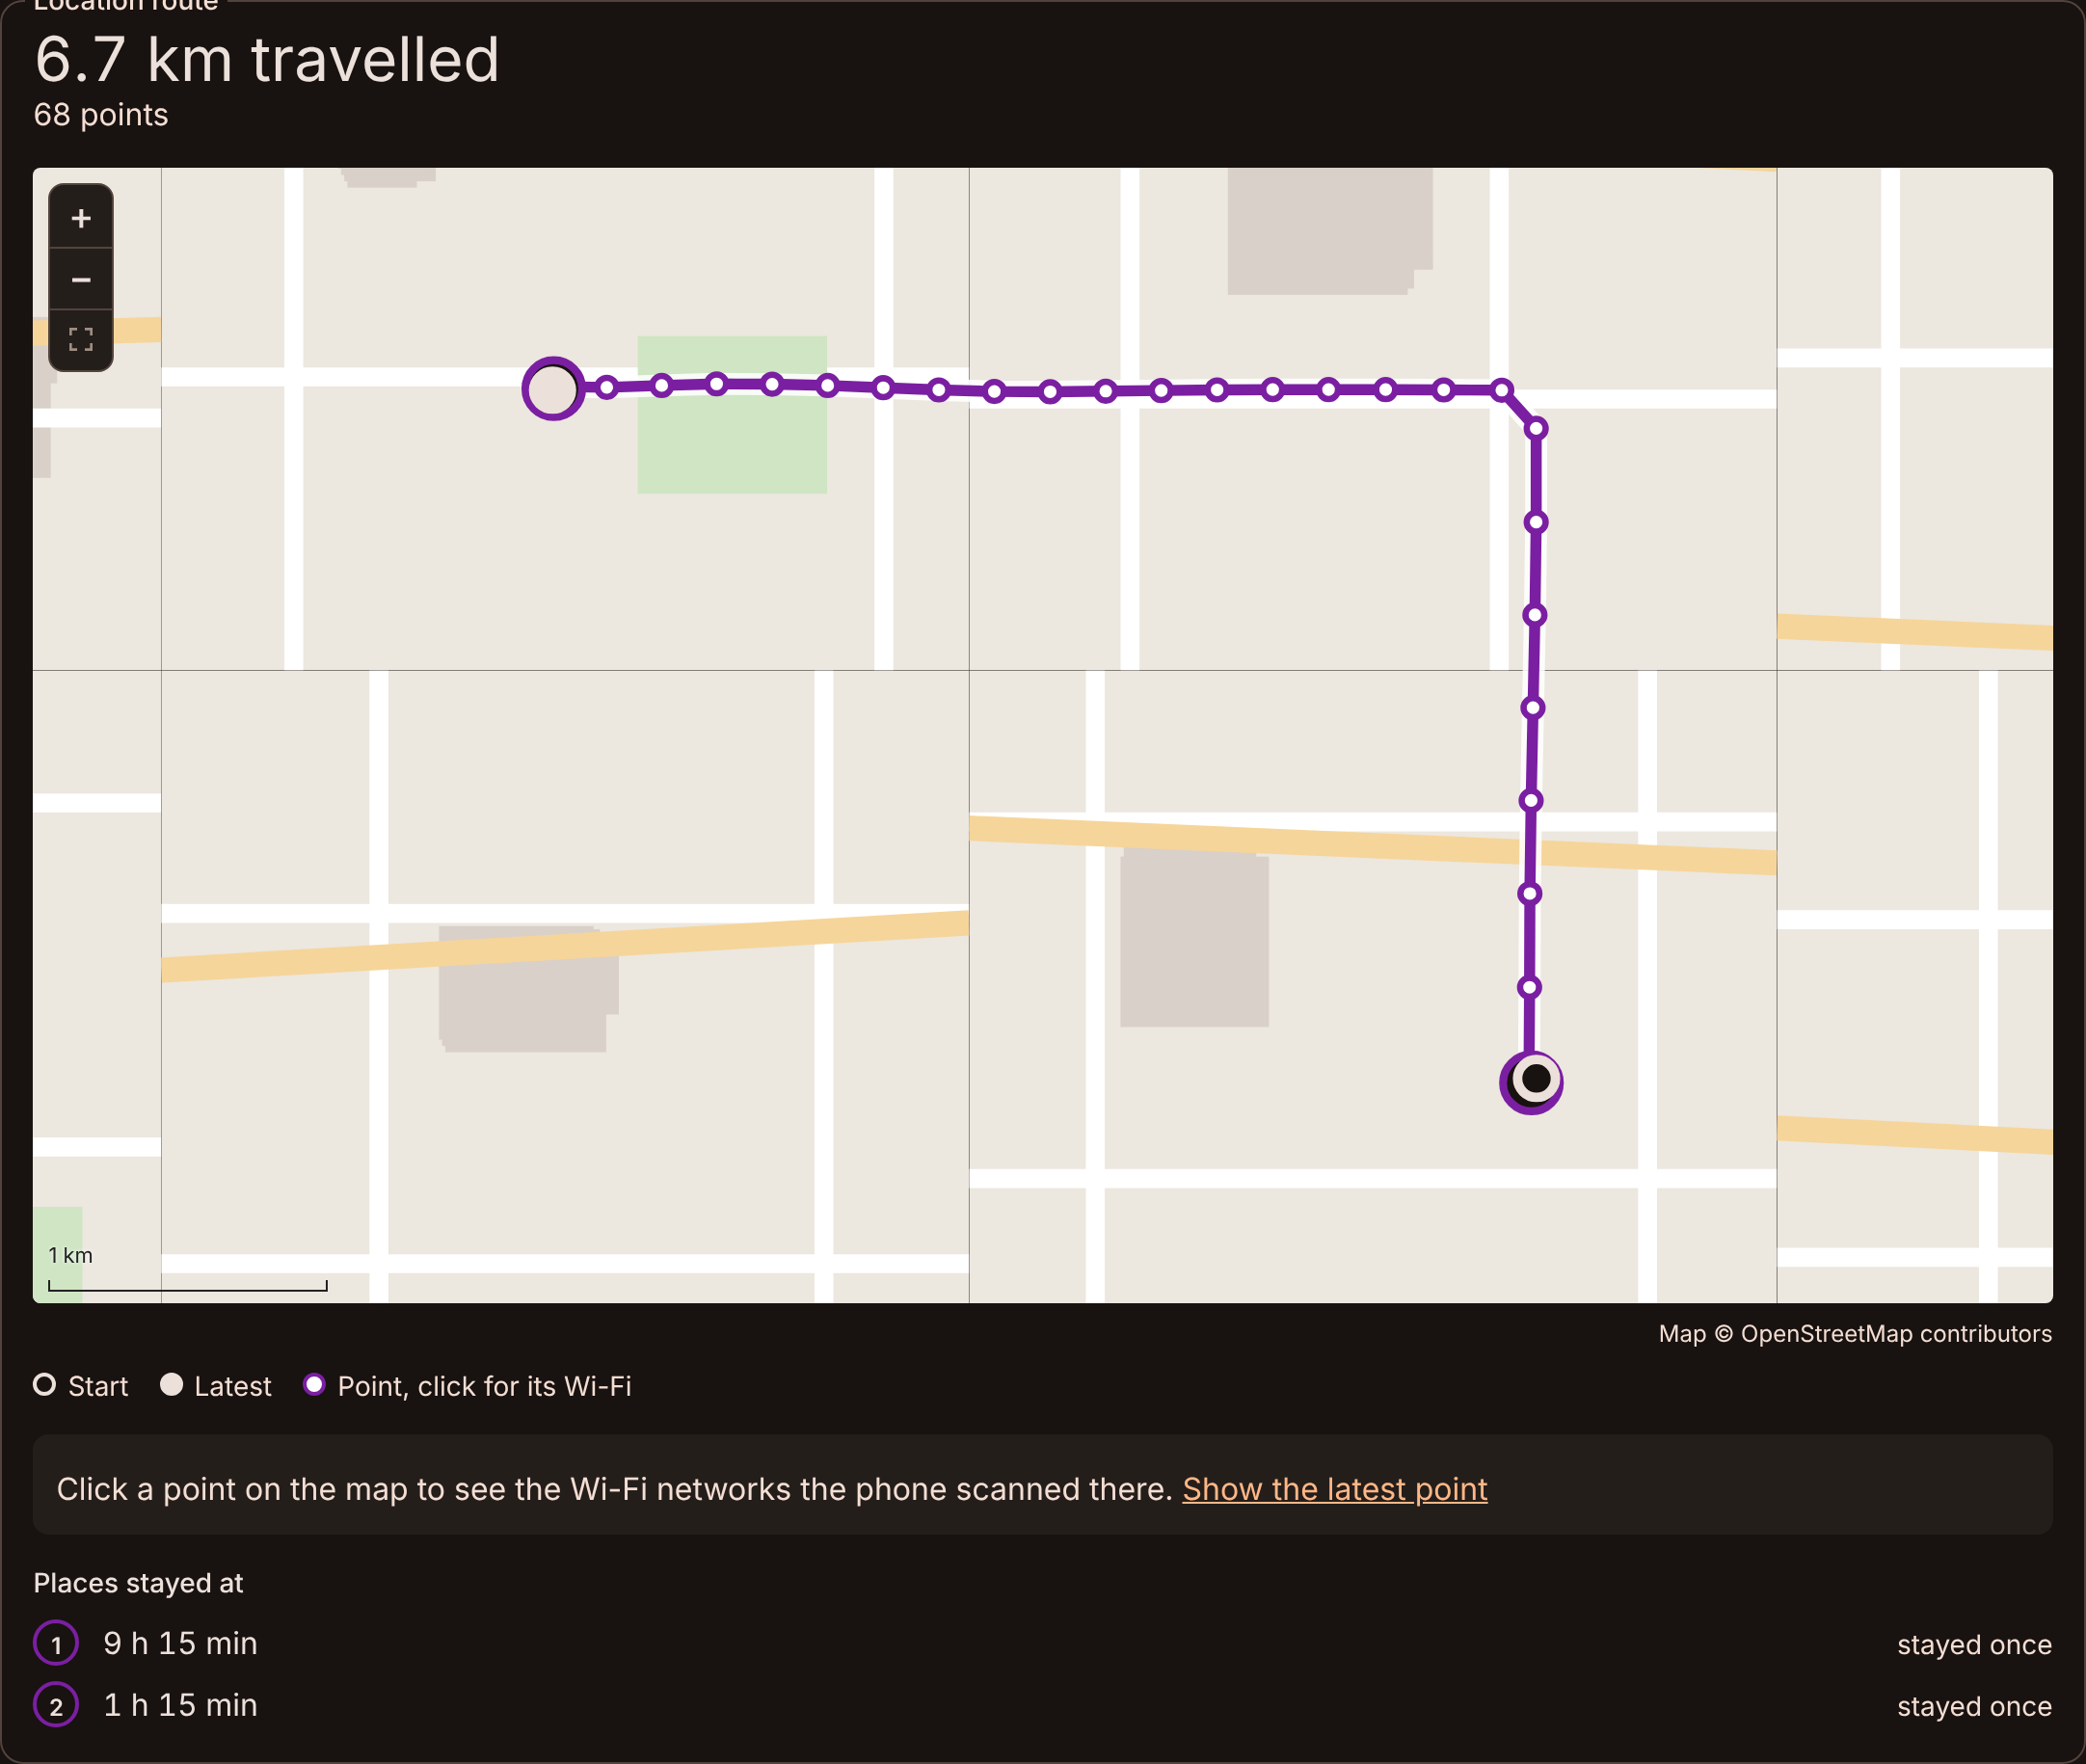 Location route
6.7 km travelled
68 points
+
−
1 km
Map © OpenStreetMap contributors
Start Latest Point, click for its Wi-Fi
Click a point on the map to see the Wi-Fi networks the phone scanned there. Show the latest point
Places stayed at
1 9 h 15 min stayed once
2 1 h 15 min stayed once